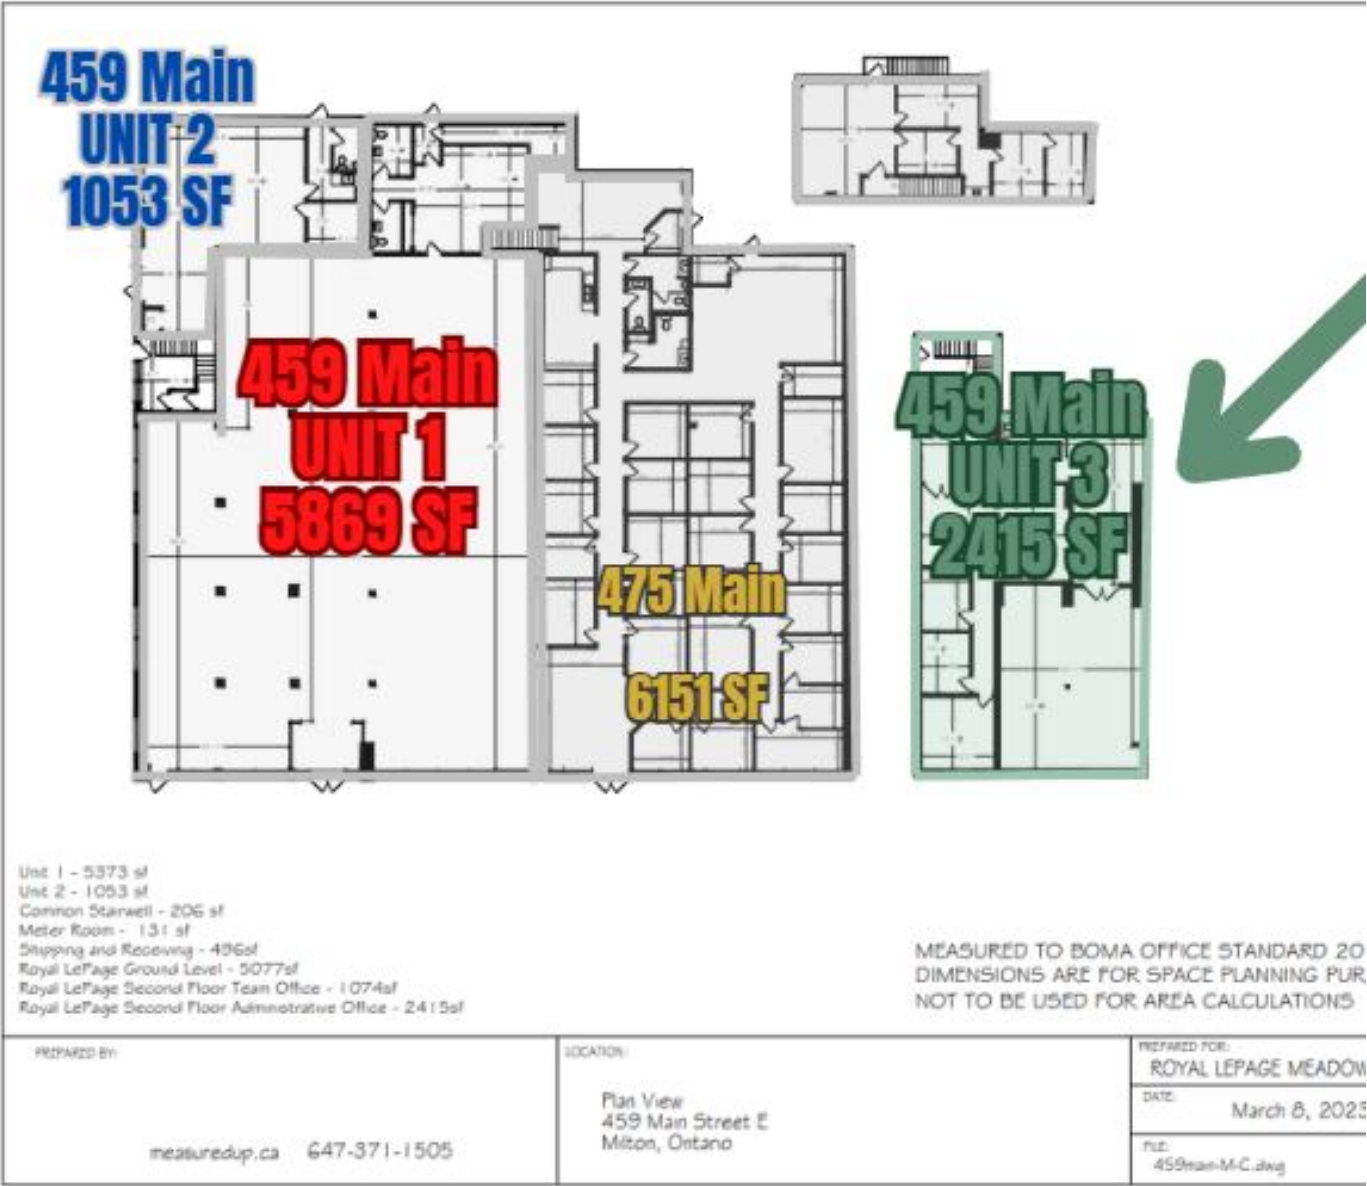 459 Main
UNIT 2
1053 SF
459 Main
UNIT 1
5869 SF
459 Main
UNIT 3
2415 SF
475 Main
6151 SF
Unit 1 - 5373 sf
Unit 2 - 1053 sf
Common Stairwell - 206 sf
Meter Room - 131 sf
Shipping and Receiving - 496sf
Royal LePage Ground Level - 5077sf
Royal LePage Second Floor Team Office - 1074sf
Royal LePage Second Floor Administrative Office - 2415sf
MEASURED TO BOMA OFFICE STANDARD 20
DIMENSIONS ARE FOR SPACE PLANNING PUR
NOT TO BE USED FOR AREA CALCULATIONS
PREPARED BY:
measuredup.ca 647-371-1505
LOCATION:
Plan View
459 Main Street E
Milton, Ontario
PREPARED FOR:
ROYAL LEPAGE MEADOW
DATE:
March 8, 2023
FILE:
459main-M-C.dwg